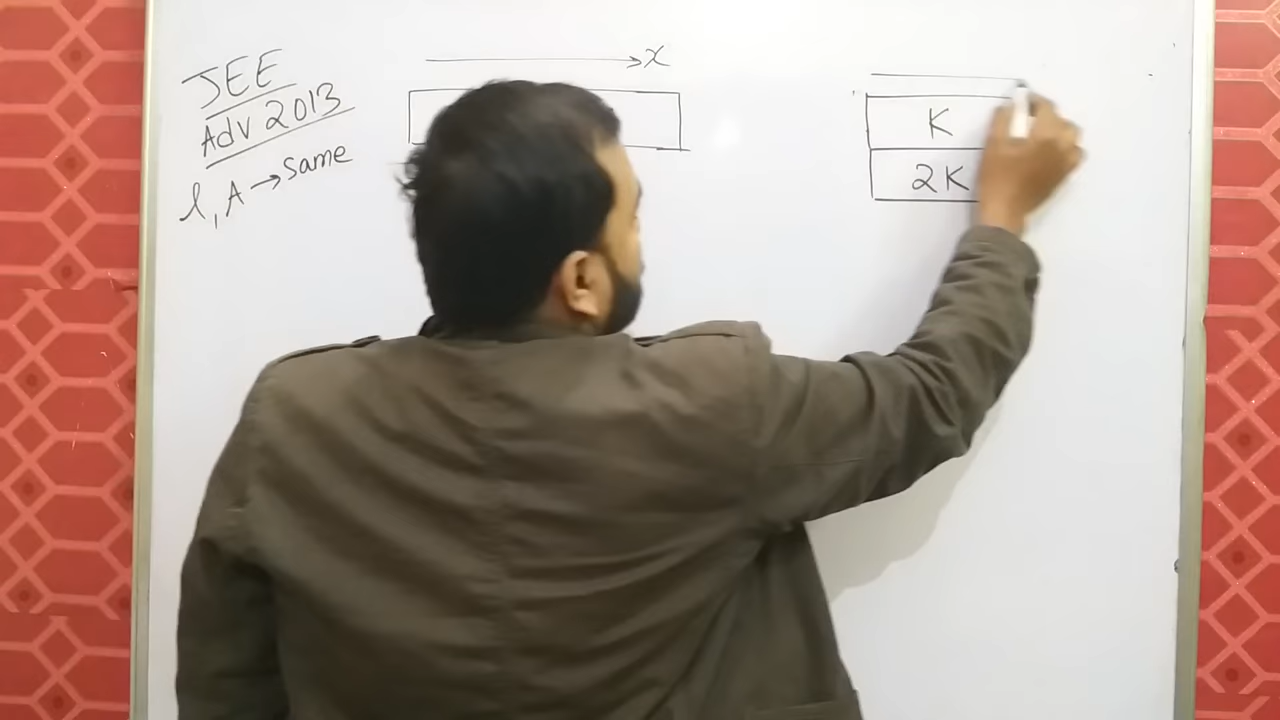 JEE
Adv 2013
l, A → same
x
K
2K